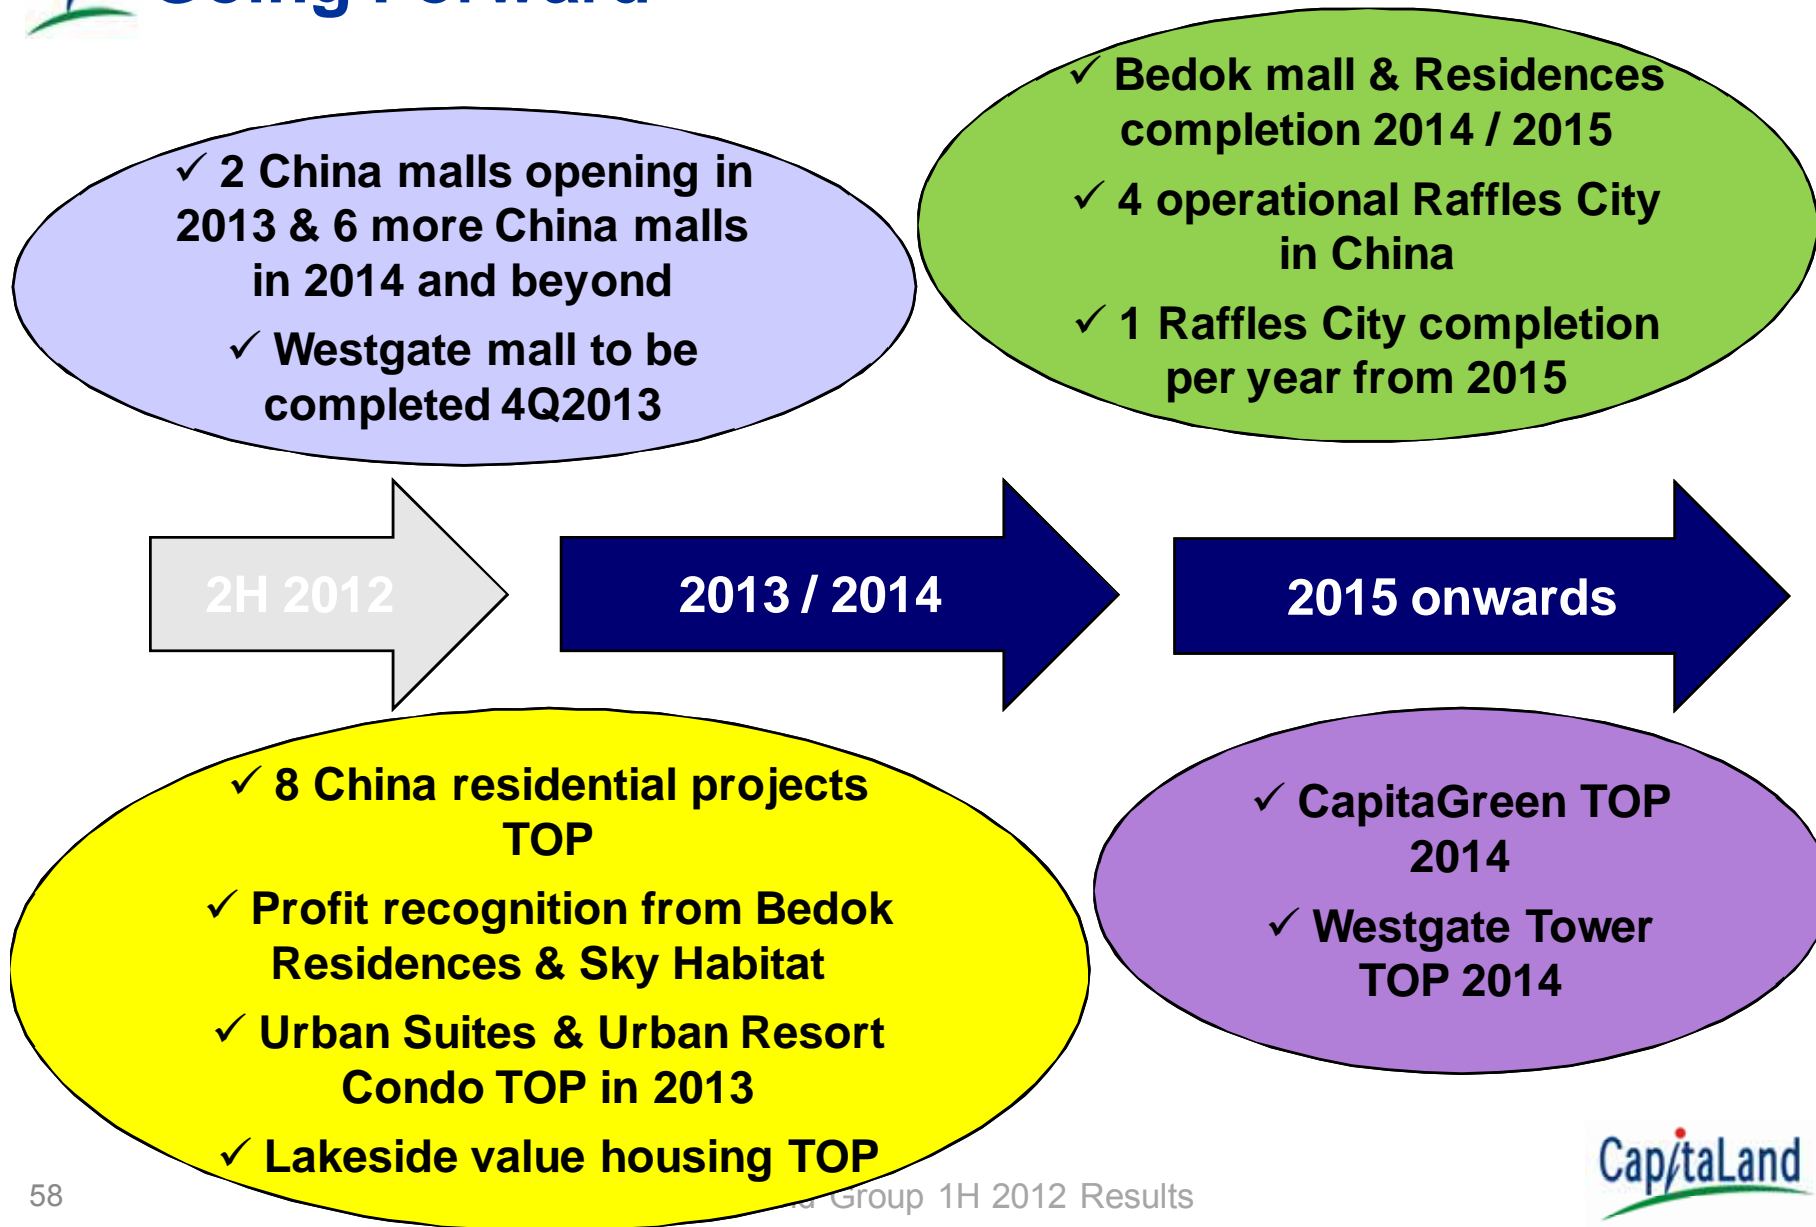 Going Forward
✓ 2 China malls opening in
2013 & 6 more China malls
in 2014 and beyond
✓ Westgate mall to be
completed 4Q2013
✓ Bedok mall & Residences
completion 2014 / 2015
✓ 4 operational Raffles City
in China
✓ 1 Raffles City completion
per year from 2015
2H 2012
2013 / 2014
2015 onwards
✓ 8 China residential projects
TOP
✓ Profit recognition from Bedok
Residences & Sky Habitat
✓ Urban Suites & Urban Resort
Condo TOP in 2013
✓ Lakeside value housing TOP
✓ CapitaGreen TOP
2014
✓ Westgate Tower
TOP 2014
58
Group 1H 2012 Results
CapitaLand